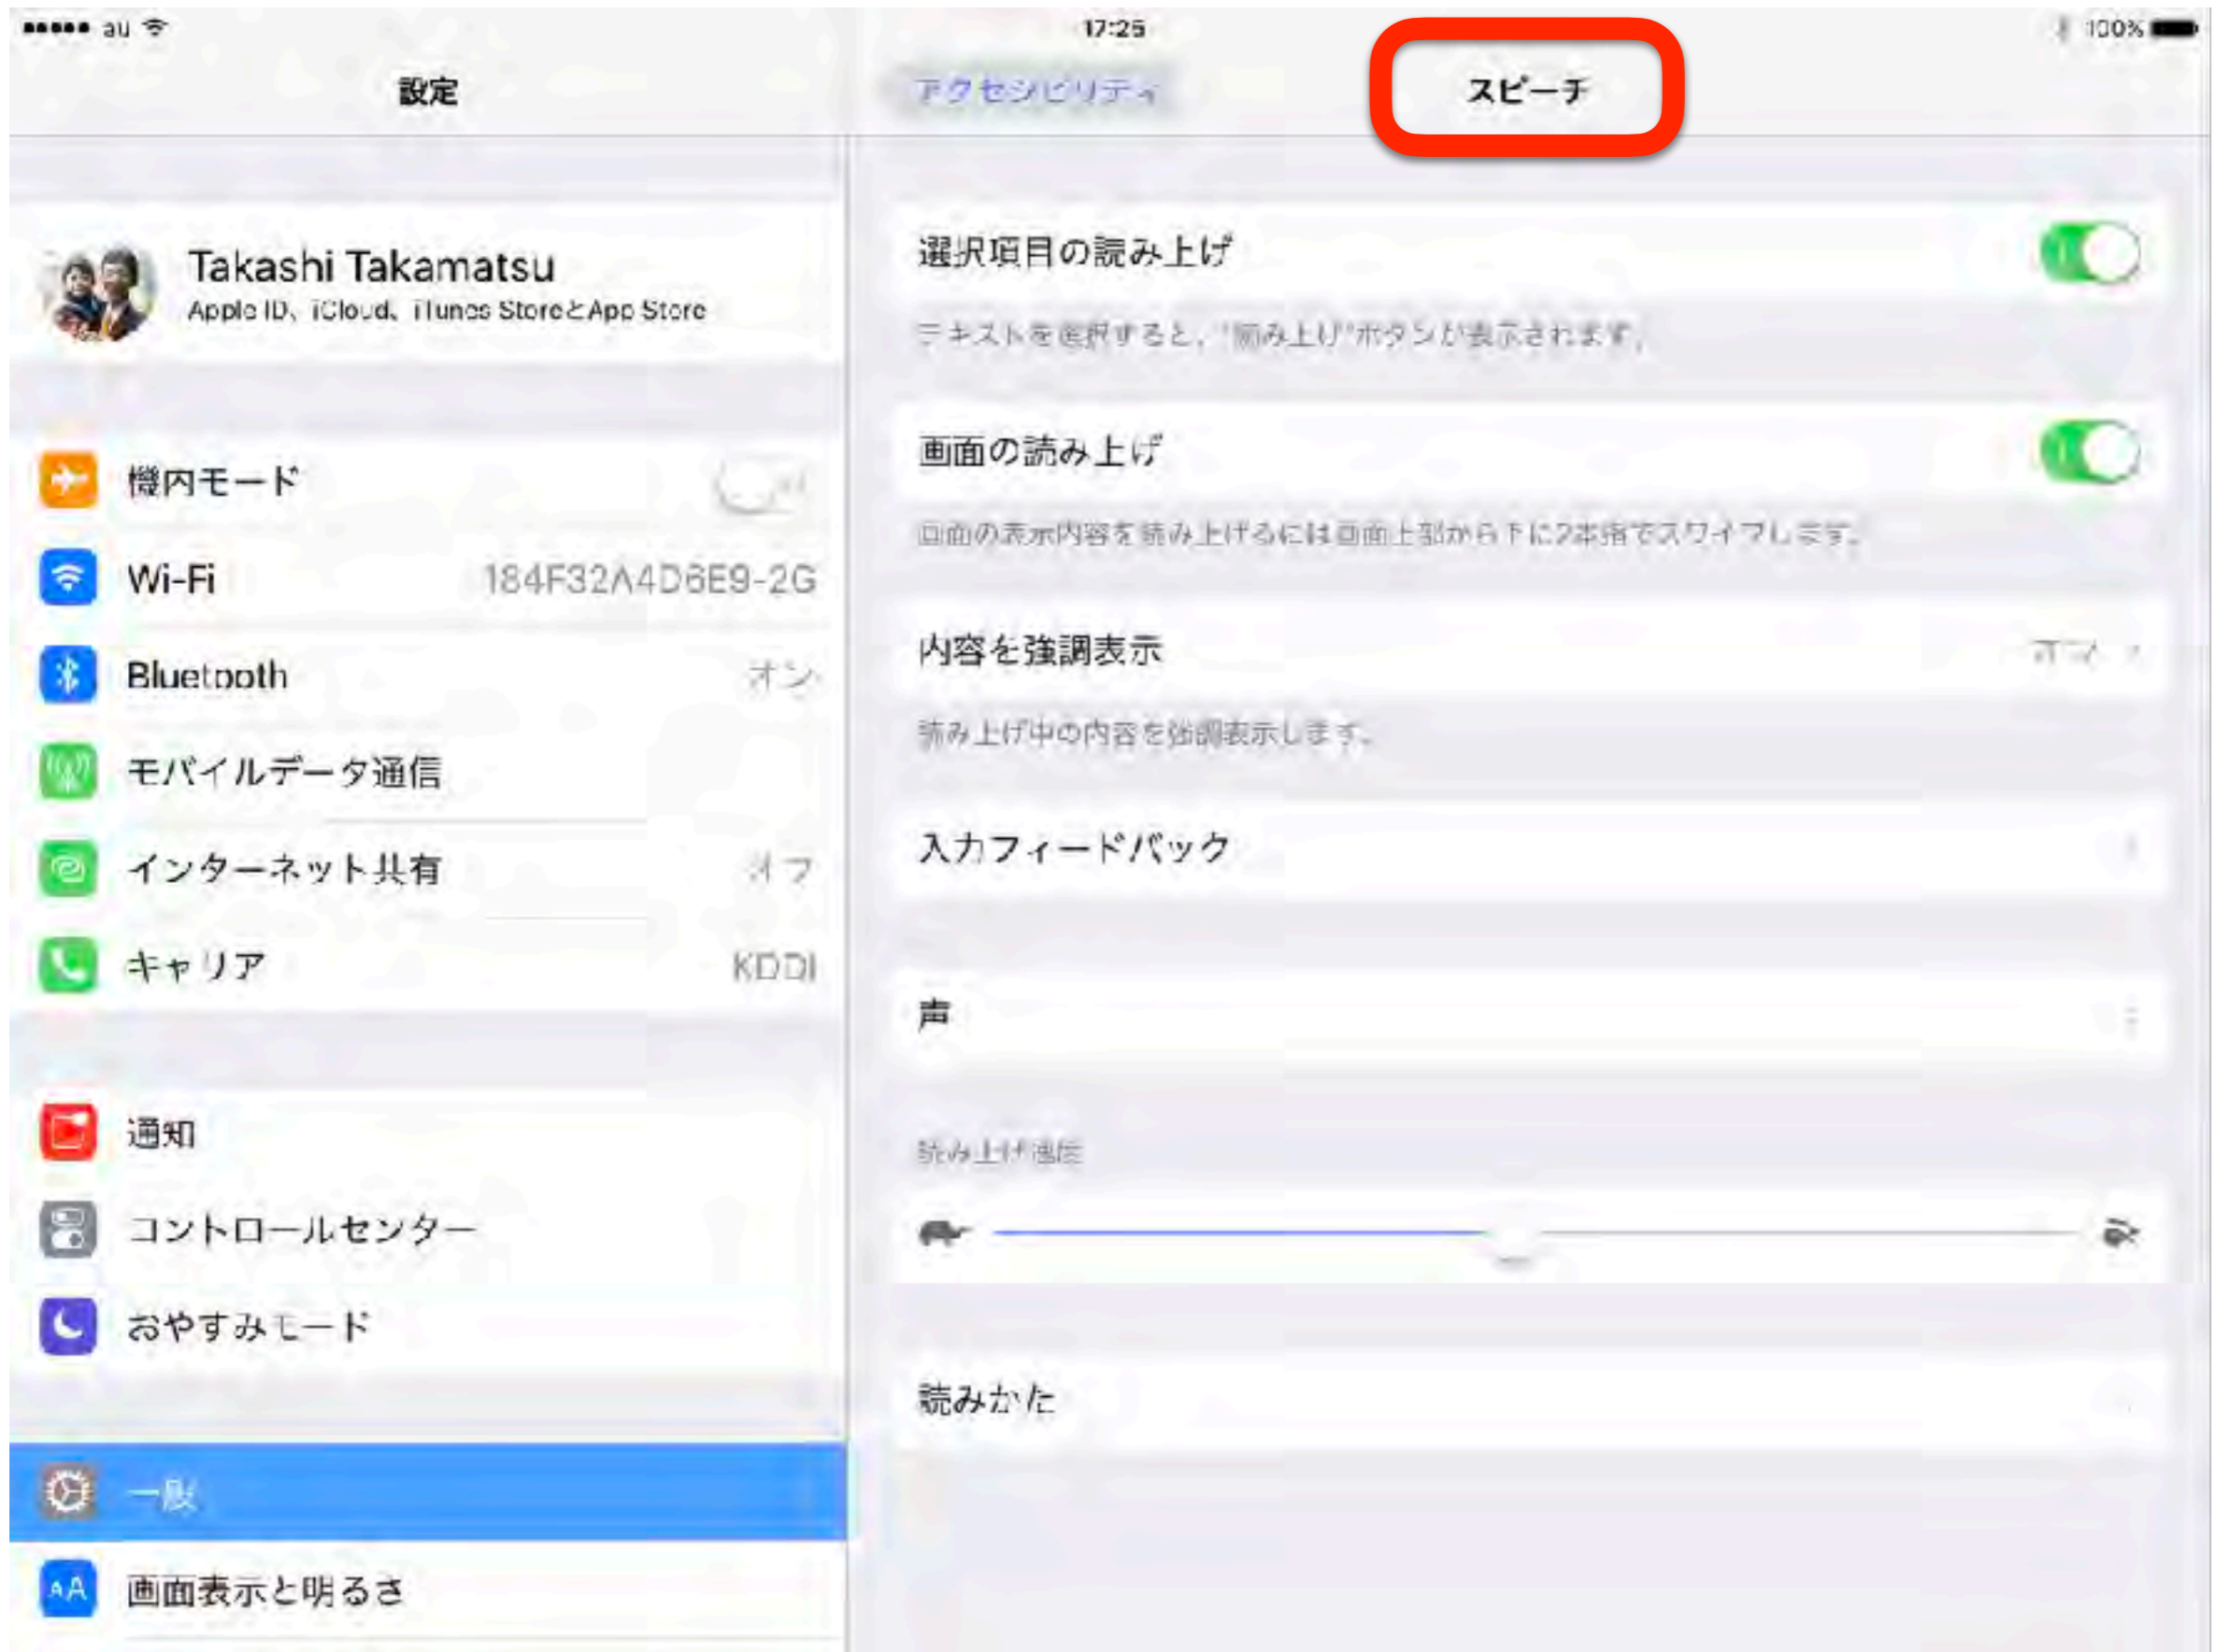 au
17:25
100%
設定
アクセシビリティ
スピーチ
Takashi Takamatsu
Apple ID、iCloud、iTunes StoreとApp Store
機内モード
Wi-Fi 184F32A4D6E9-2G
Bluetooth オン
モバイルデータ通信
インターネット共有 オフ
キャリア KDDI
通知
コントロールセンター
おやすみモード
一般
画面表示と明るさ
選択項目の読み上げ
テキストを選択すると、"読み上げ"ボタンが表示されます。
画面の読み上げ
画面の表示内容を読み上げるには画面上部から下に2本指でスワイプします。
内容を強調表示
読み上げ中の内容を強調表示します。
入力フィードバック
声
読み上げ速度
読みかた